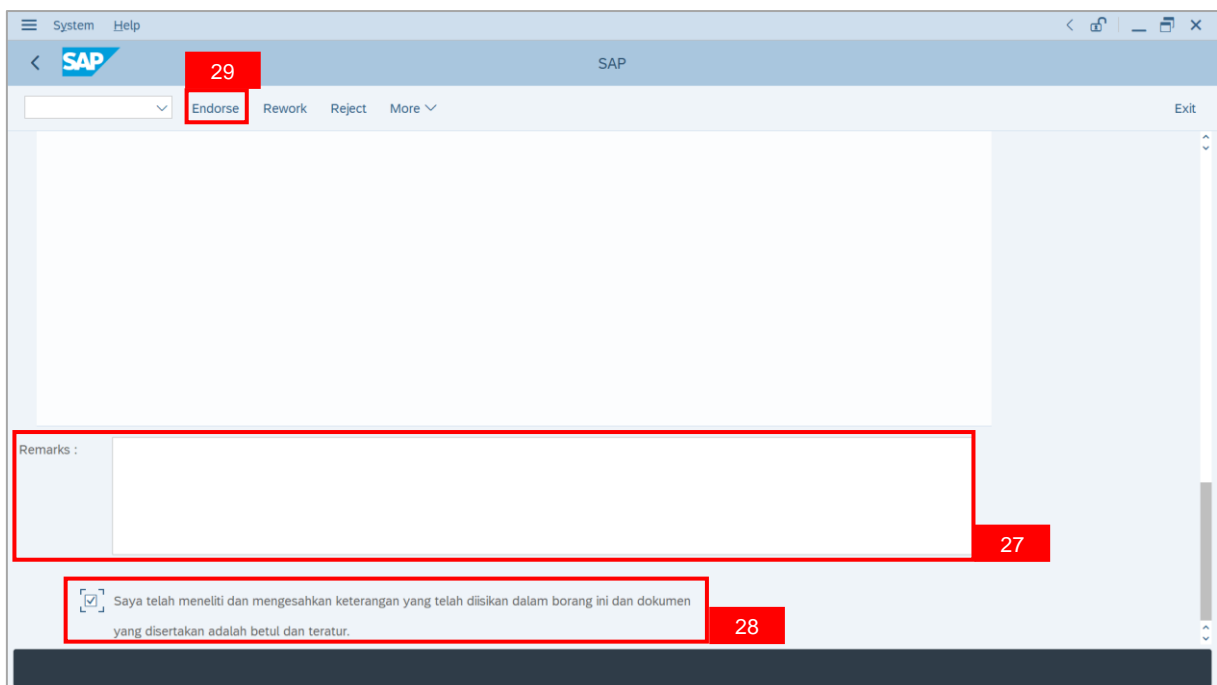 System Help
SAP
SAP
29
Endorse Rework Reject More Exit
Remarks :
27
Saya telah meneliti dan mengesahkan keterangan yang telah diisikan dalam borang ini dan dokumen
yang disertakan adalah betul dan teratur.
28